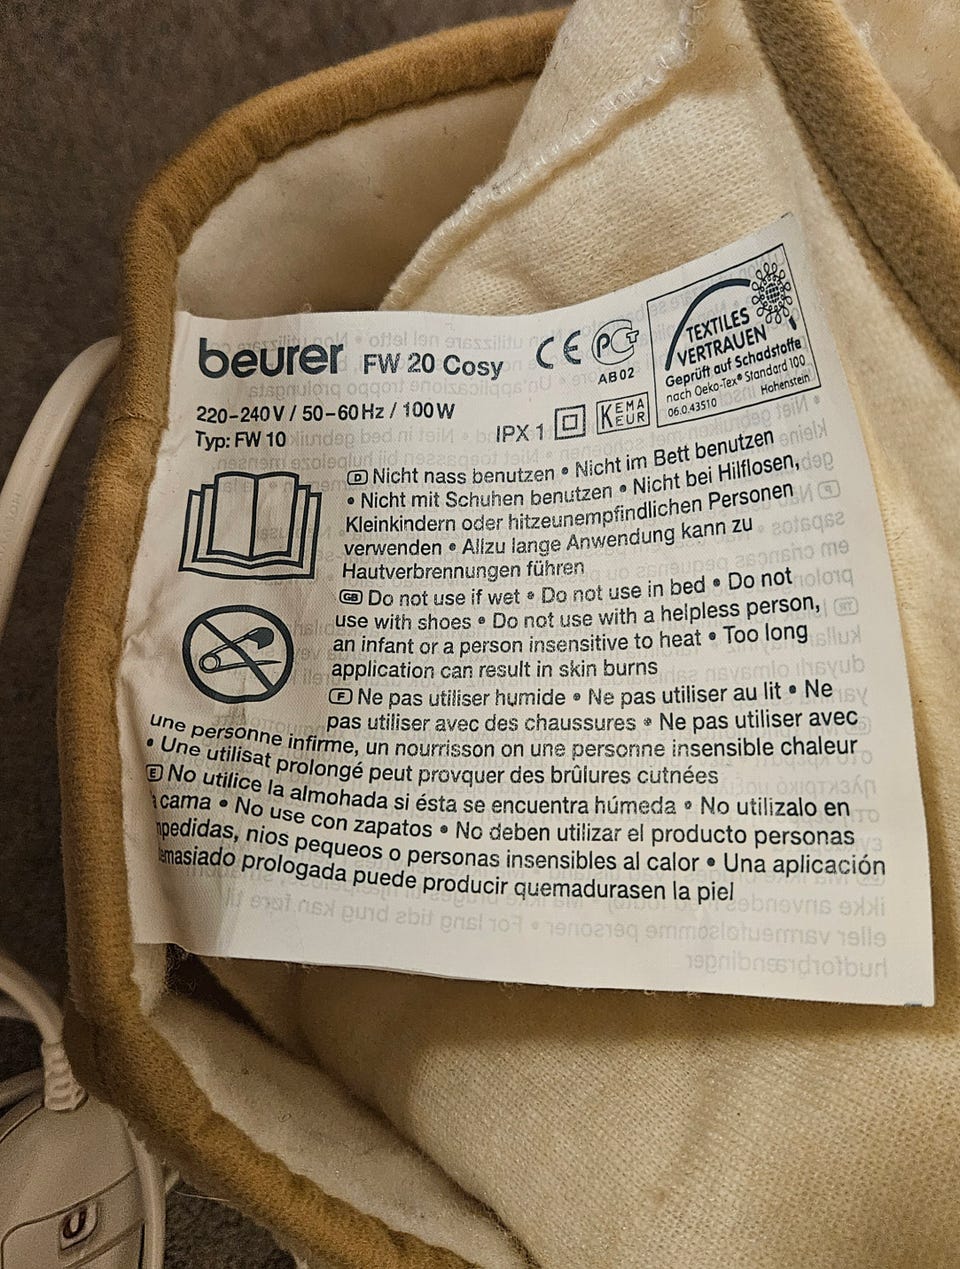 beurer FW 20 Cosy
CE
AB02
TEXTILES
VERTRAUEN
Geprüft auf Schadstoffe
nach Oeko-Tex® Standard 100
06.0.43510 Hohenstein
220-240V / 50-60Hz / 100W
Typ: FW 10
IPX 1
KEMA
KEUR
D Nicht nass benutzen • Nicht im Bett benutzen
• Nicht mit Schuhen benutzen • Nicht bei Hilflosen,
Kleinkindern oder hitzeunempfindlichen Personen
verwenden • Allzu lange Anwendung kann zu
Hautverbrennungen führen
GB Do not use if wet • Do not use in bed • Do not
use with shoes • Do not use with a helpless person,
an infant or a person insensitive to heat • Too long
application can result in skin burns
F Ne pas utiliser humide • Ne pas utiliser au lit • Ne
pas utiliser avec des chaussures • Ne pas utiliser avec
une personne infirme, un nourrisson on une personne insensible chaleur
• Une utilisat prolongé peut provquer des brûlures cutnées
E No utilice la almohada si ésta se encuentra húmeda • No utilizalo en
cama • No use con zapatos • No deben utilizar el producto personas
mpedidas, nios pequeos o personas insensibles al calor • Una aplicación
emasiado prologada puede producir quemadurasen la piel